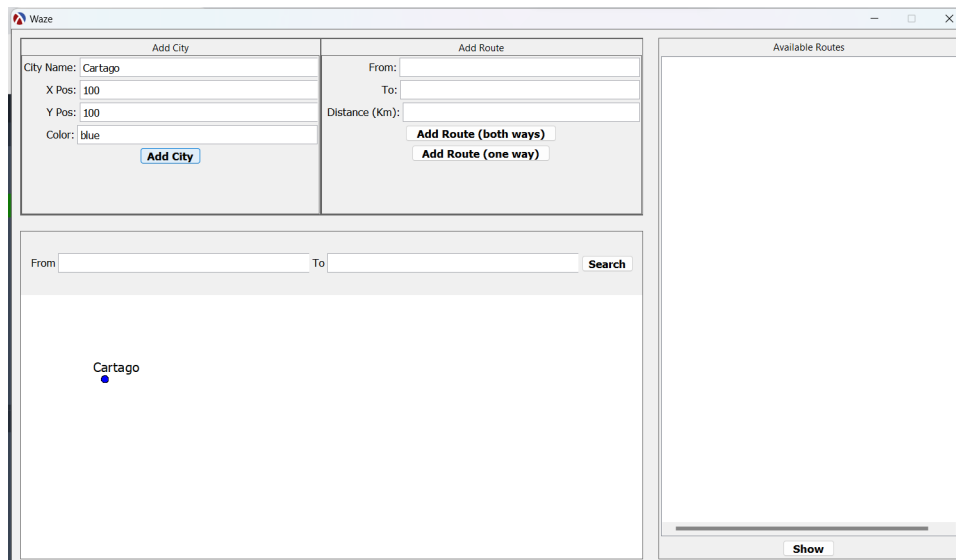 Waze
Add City
City Name: Cartago
X Pos: 100
Y Pos: 100
Color: blue
Add City
Add Route
From:
To:
Distance (Km):
Add Route (both ways)
Add Route (one way)
From To Search
Cartago
Available Routes
Show